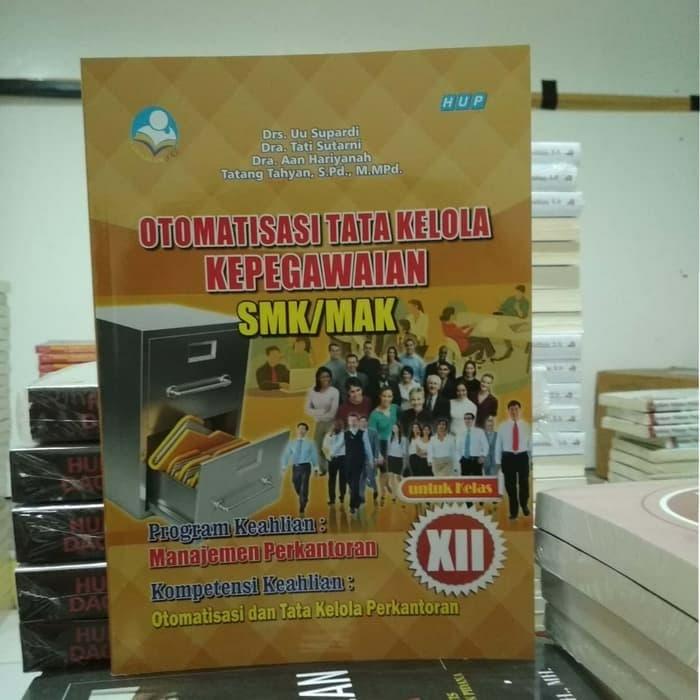 HUP
Drs. Uu Supardi
Dra. Tati Sutarni
Dra. Aan Hariyanah
Tatang Tahyan, S.Pd., M.MPd.
OTOMATISASI TATA KELOLA
KEPEGAWAIAN
SMK/MAK
untuk Kelas
XII
Program Keahlian :
Manajemen Perkantoran
Kompetensi Keahlian :
Otomatisasi dan Tata Kelola Perkantoran